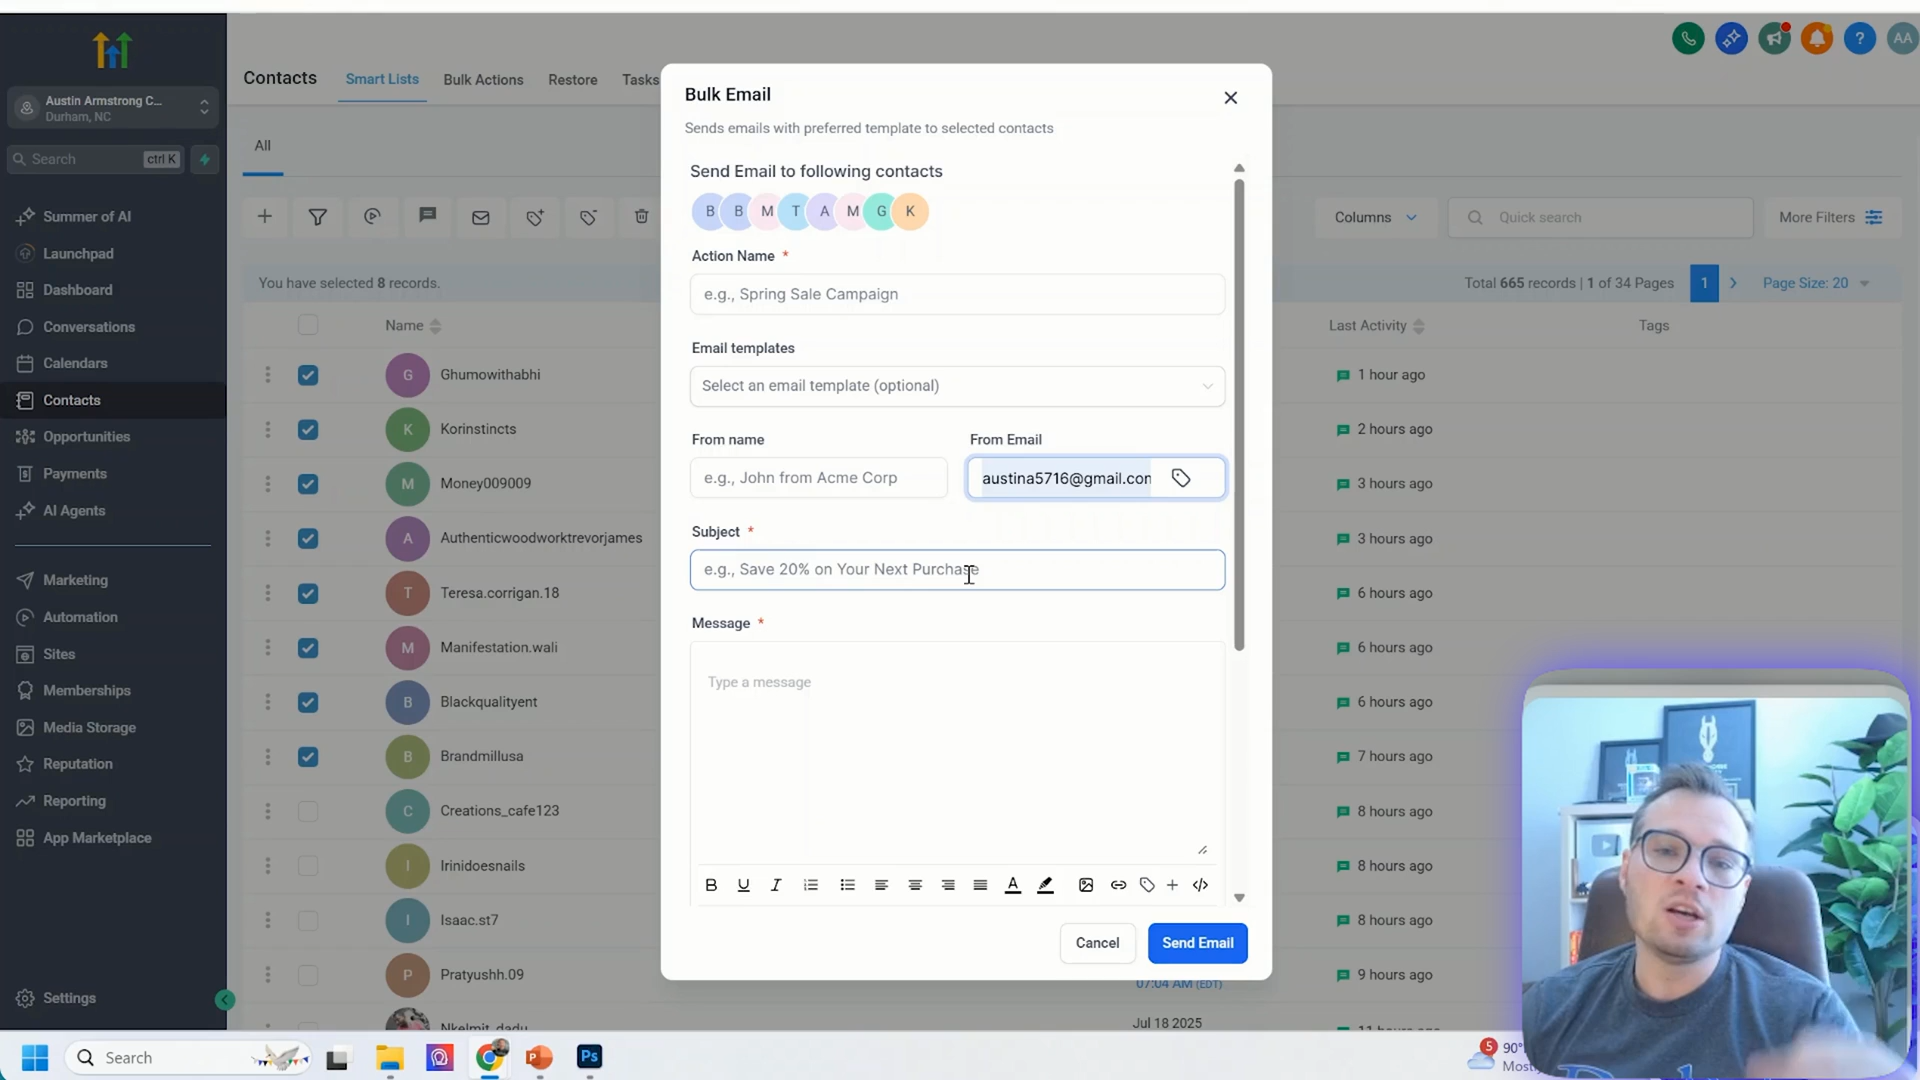 Austin Armstrong C...
Durham, NC
Search
ctrl K
Summer of AI
Launchpad
Dashboard
Conversations
Calendars
Contacts
Opportunities
Payments
AI Agents
Marketing
Automation
Sites
Memberships
Media Storage
Reputation
Reporting
App Marketplace
Settings
Contacts
Smart Lists
Bulk Actions
Restore
Tasks
AA
All
Columns
Quick search
More Filters
You have selected 8 records.
Total 665 records | 1 of 34 Pages
1
Page Size: 20
Name
Last Activity
Tags
G Ghumowithabhi 1 hour ago
K Korinstincts 2 hours ago
M Money009009 3 hours ago
A Authenticwoodworktrevorjames 3 hours ago
T Teresa.corrigan.18 6 hours ago
M Manifestation.wali 6 hours ago
B Blackqualityent 6 hours ago
B Brandmillusa 7 hours ago
C Creations_cafe123 8 hours ago
I Irinidoesnails 8 hours ago
I Isaac.st7 8 hours ago
P Pratyushh.09 9 hours ago
07:04 AM (EDT)
Nkelmit_dadu
Jul 18 2025
11 hours ago
Bulk Email
Sends emails with preferred template to selected contacts
Send Email to following contacts
B B M T A M G K
Action Name *
e.g., Spring Sale Campaign
Email templates
Select an email template (optional)
From name
From Email
e.g., John from Acme Corp
austina5716@gmail.con
Subject *
e.g., Save 20% on Your Next Purchase
Message *
Type a message
B U I
A
Cancel
Send Email
Search
Ps
5
90°